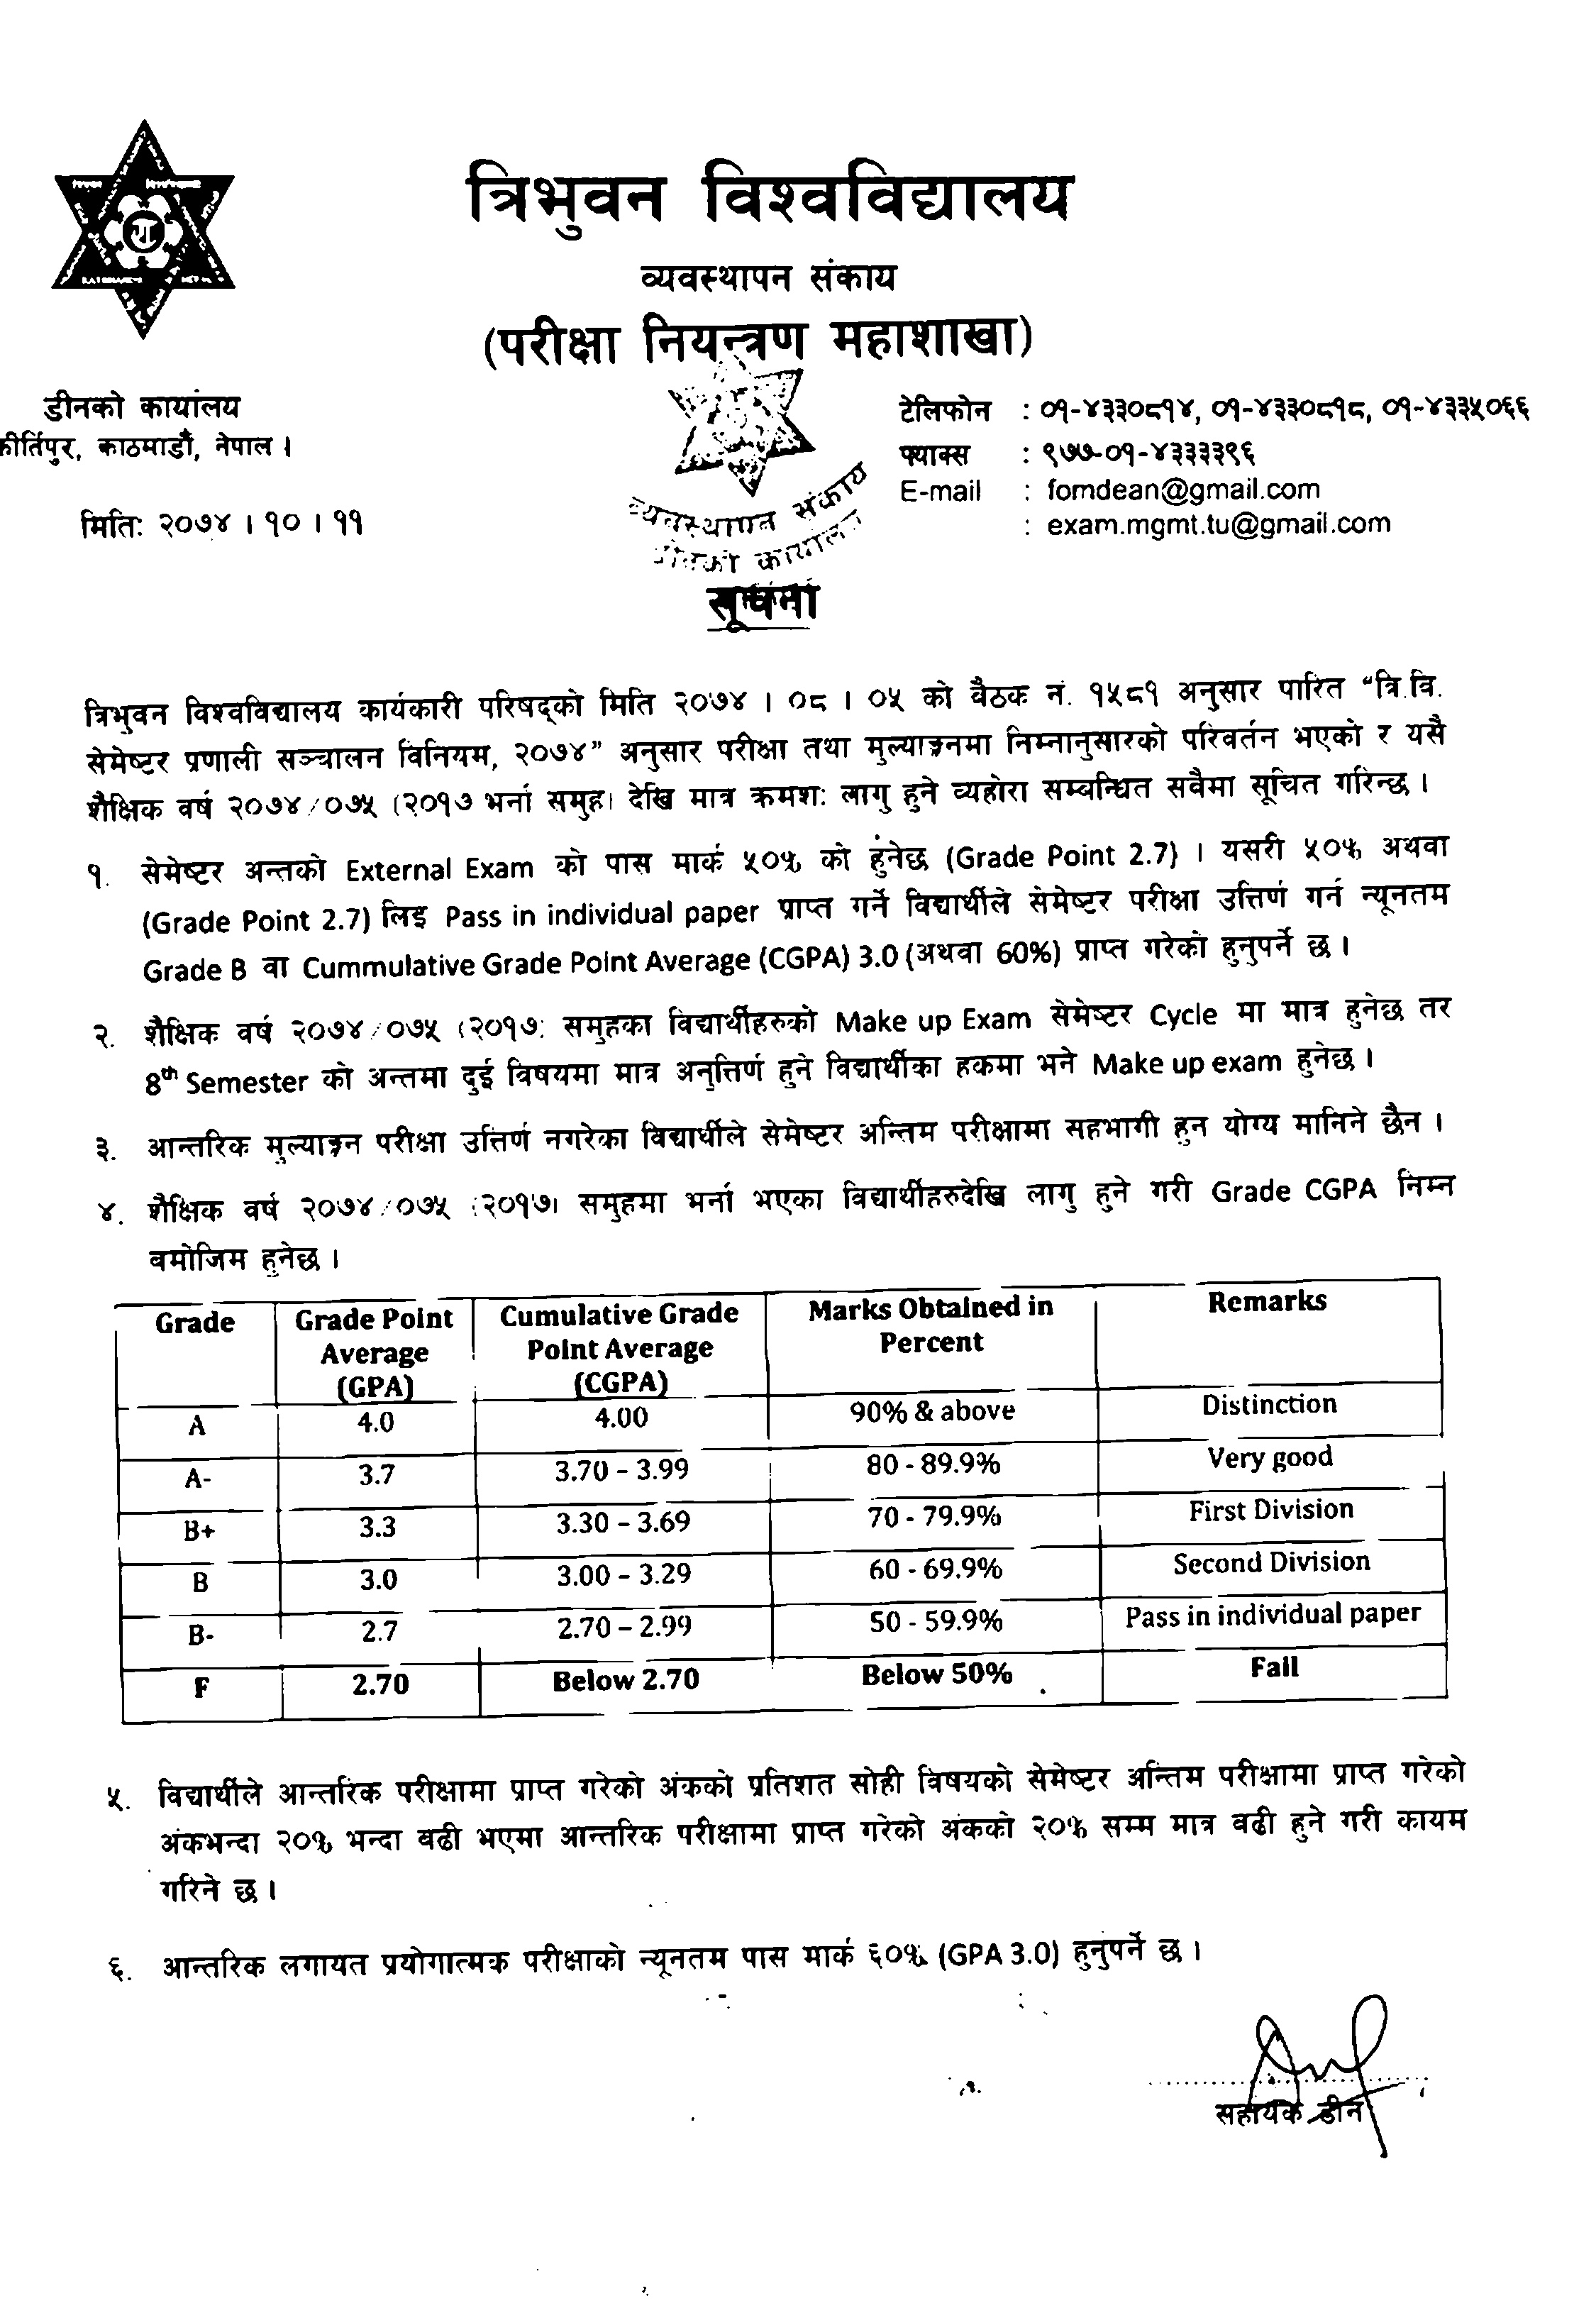 त्रिभुवन विश्वविद्यालय
व्यवस्थापन संकाय
(परीक्षा नियन्त्रण महाशाखा)
डीनको कार्यालय
कीर्तिपुर, काठमाडौं, नेपाल ।
मितिः २०७४ । १० । ११
टेलिफोन : ०१-४३३०८१४, ०१-४३३०८१८, ०१-४३३५०६६
फ्याक्स : ९७७-०१-४३३३३९६
E-mail : fomdean@gmail.com
: exam.mgmt.tu@gmail.com
व्यवस्थापन संकाय
डीनको कार्यालय
सूचना
त्रिभुवन विश्वविद्यालय कार्यकारी परिषद्को मिति २०७४ । ०८ । ०५ को बैठक नं. १५८१ अनुसार पारित “त्रि.वि.
सेमेष्टर प्रणाली सञ्चालन विनियम, २०७४” अनुसार परीक्षा तथा मुल्याङ्कनमा निम्नानुसारको परिवर्तन भएको र यसै
शैक्षिक वर्ष २०७४/०७५ (२०१७ भर्ना समुह) देखि मात्र क्रमशः लागु हुने व्यहोरा सम्बन्धित सवैमा सूचित गरिन्छ ।
१. सेमेष्टर अन्तको External Exam को पास मार्क ५०% को हुनेछ (Grade Point 2.7) । यसरी ५०% अथवा
(Grade Point 2.7) लिइ Pass in individual paper प्राप्त गर्ने विद्यार्थीले सेमेष्टर परीक्षा उत्तिर्ण गर्न न्यूनतम
Grade B वा Cummulative Grade Point Average (CGPA) 3.0 (अथवा 60%) प्राप्त गरेको हुनुपर्ने छ ।
२. शैक्षिक वर्ष २०७४/०७५ (२०१७) समुहका विद्यार्थीहरुको Make up Exam सेमेष्टर Cycle मा मात्र हुनेछ तर
8th Semester को अन्तमा दुई विषयमा मात्र अनुत्तिर्ण हुने विद्यार्थीका हकमा भने Make up exam हुनेछ ।
३. आन्तरिक मुल्याङ्कन परीक्षा उत्तिर्ण नगरेका विद्यार्थीले सेमेष्टर अन्तिम परीक्षामा सहभागी हुन योग्य मानिने छैन ।
४. शैक्षिक वर्ष २०७४/०७५ (२०१७) समुहमा भर्ना भएका विद्यार्थीहरुदेखि लागु हुने गरी Grade CGPA निम्न
बमोजिम हुनेछ ।
Grade Grade Point Average (GPA) Cumulative Grade Point Average (CGPA) Marks Obtained in Percent Remarks
A 4.0 4.00 90% & above Distinction
A- 3.7 3.70 – 3.99 80 - 89.9% Very good
B+ 3.3 3.30 – 3.69 70 - 79.9% First Division
B 3.0 3.00 – 3.29 60 - 69.9% Second Division
B- 2.7 2.70 – 2.99 50 - 59.9% Pass in individual paper
F 2.70 Below 2.70 Below 50% Fail
५. विद्यार्थीले आन्तरिक परीक्षामा प्राप्त गरेको अंकको प्रतिशत सोही विषयको सेमेष्टर अन्तिम परीक्षामा प्राप्त गरेको
अंकभन्दा २०% भन्दा बढी भएमा आन्तरिक परीक्षामा प्राप्त गरेको अंकको २०% सम्म मात्र बढी हुने गरी कायम
गरिने छ ।
६. आन्तरिक लगायत प्रयोगात्मक परीक्षाको न्यूनतम पास मार्क ६०% (GPA 3.0) हुनुपर्ने छ ।
सहायक डीन